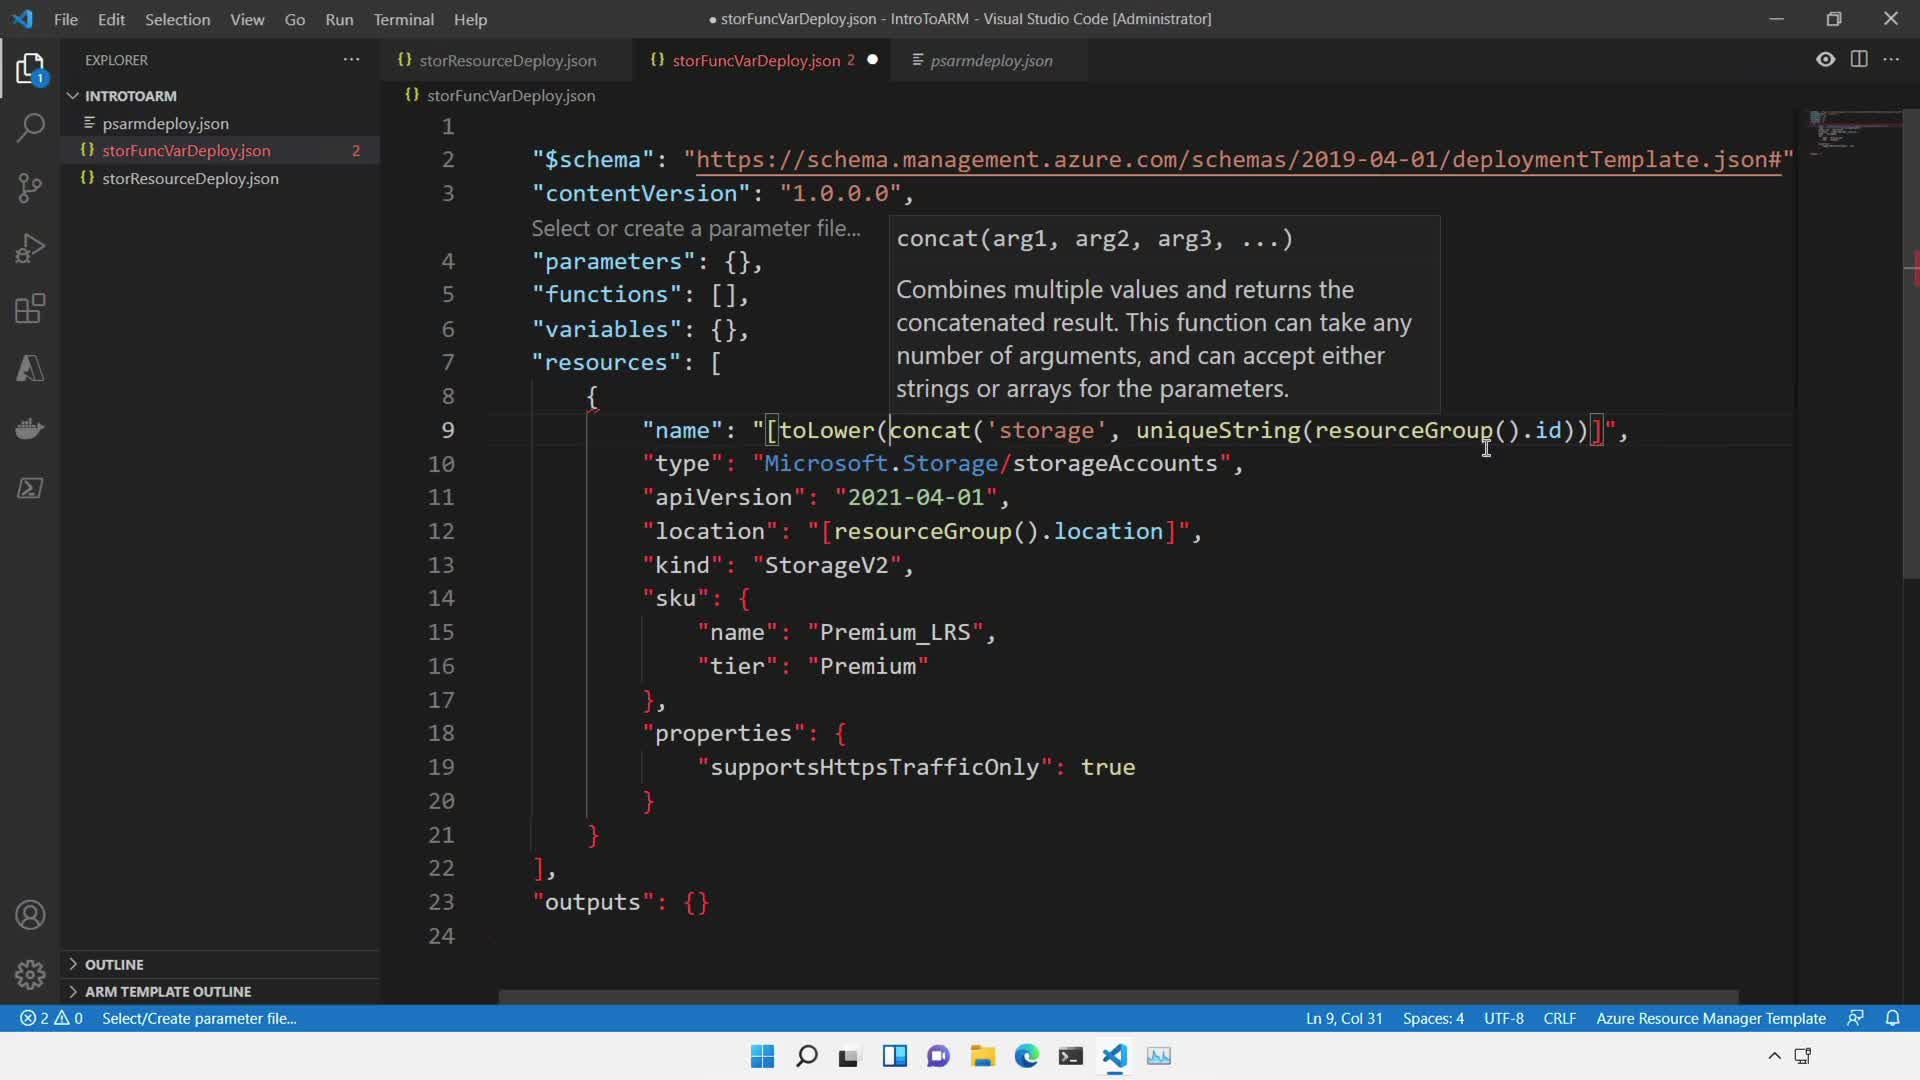 File Edit Selection View Go Run Terminal Help
● storFuncVarDeploy.json - IntroToARM - Visual Studio Code [Administrator]
EXPLORER
{} storResourceDeploy.json
{} storFuncVarDeploy.json 2 ●
psarmdeploy.json
1
INTROTOARM
psarmdeploy.json
{} storFuncVarDeploy.json 2
{} storResourceDeploy.json
{} storFuncVarDeploy.json
1
2 "$schema": "https://schema.management.azure.com/schemas/2019-04-01/deploymentTemplate.json#"
3 "contentVersion": "1.0.0.0",
Select or create a parameter file...
4 "parameters": {},
5 "functions": [],
6 "variables": {},
7 "resources": [
concat(arg1, arg2, arg3, ...)
Combines multiple values and returns the
concatenated result. This function can take any
number of arguments, and can accept either
strings or arrays for the parameters.
8 {
9 "name": "[toLower(concat('storage', uniqueString(resourceGroup().id))]",
10 "type": "Microsoft.Storage/storageAccounts",
11 "apiVersion": "2021-04-01",
12 "location": "[resourceGroup().location]",
13 "kind": "StorageV2",
14 "sku": {
15 "name": "Premium_LRS",
16 "tier": "Premium"
17 },
18 "properties": {
19 "supportsHttpsTrafficOnly": true
20 }
21 }
22 ],
23 "outputs": {}
24
OUTLINE
ARM TEMPLATE OUTLINE
2 0 Select/Create parameter file...
Ln 9, Col 31 Spaces: 4 UTF-8 CRLF Azure Resource Manager Template